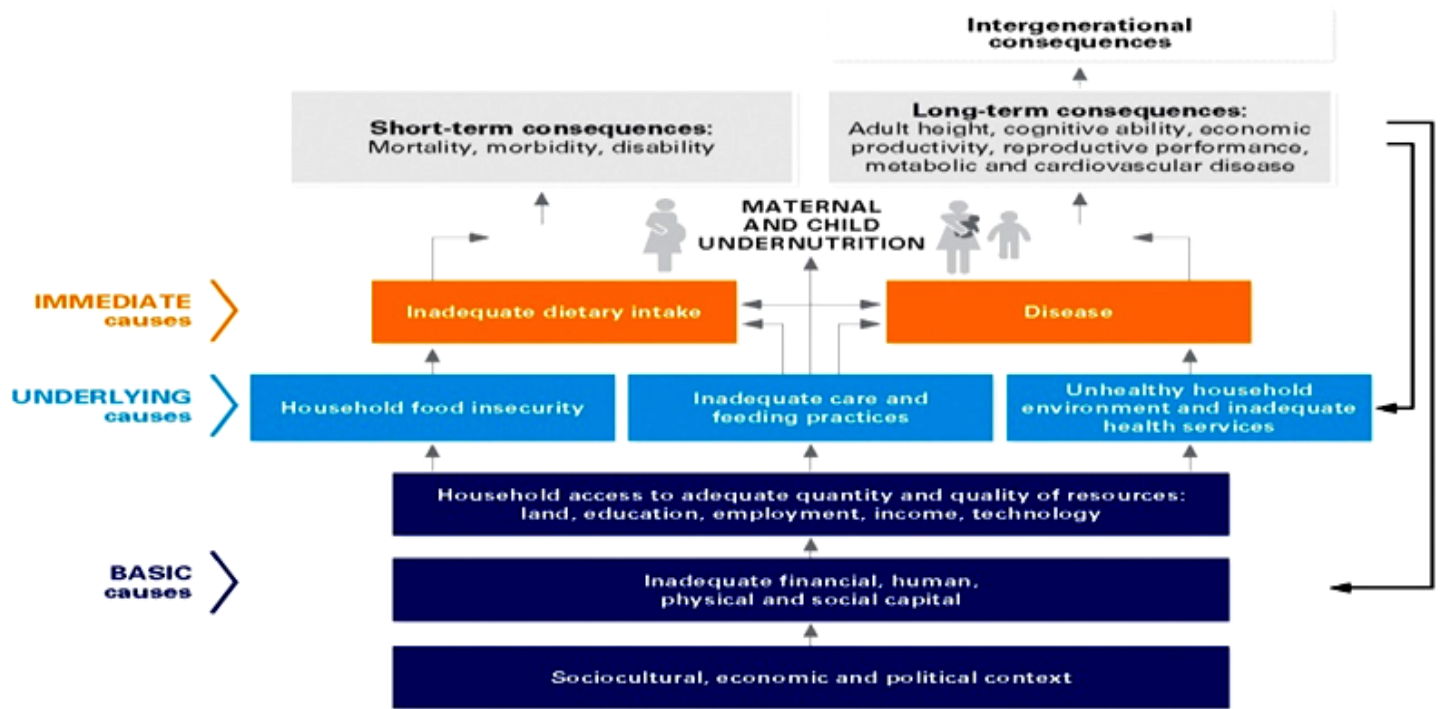 Intergenerational
consequences
Short-term consequences:
Mortality, morbidity, disability
Long-term consequences:
Adult height, cognitive ability, economic
productivity, reproductive performance,
metabolic and cardiovascular disease
MATERNAL
AND CHILD
UNDERNUTRITION
IMMEDIATE
causes
Inadequate dietary intake
Disease
UNDERLYING
causes
Household food insecurity
Inadequate care and
feeding practices
Unhealthy household
environment and inadequate
health services
Household access to adequate quantity and quality of resources:
land, education, employment, income, technology
BASIC
causes
Inadequate financial, human,
physical and social capital
Sociocultural, economic and political context